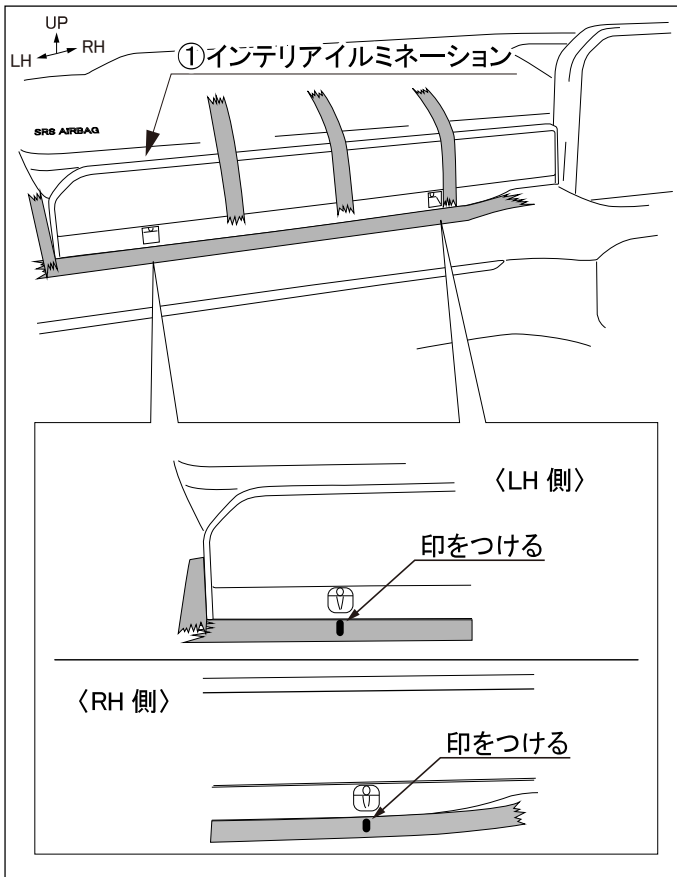 UP
LH RH
①インテリアイルミネーション
SRS AIRBAG
〈LH 側〉
印をつける
〈RH 側〉
印をつける